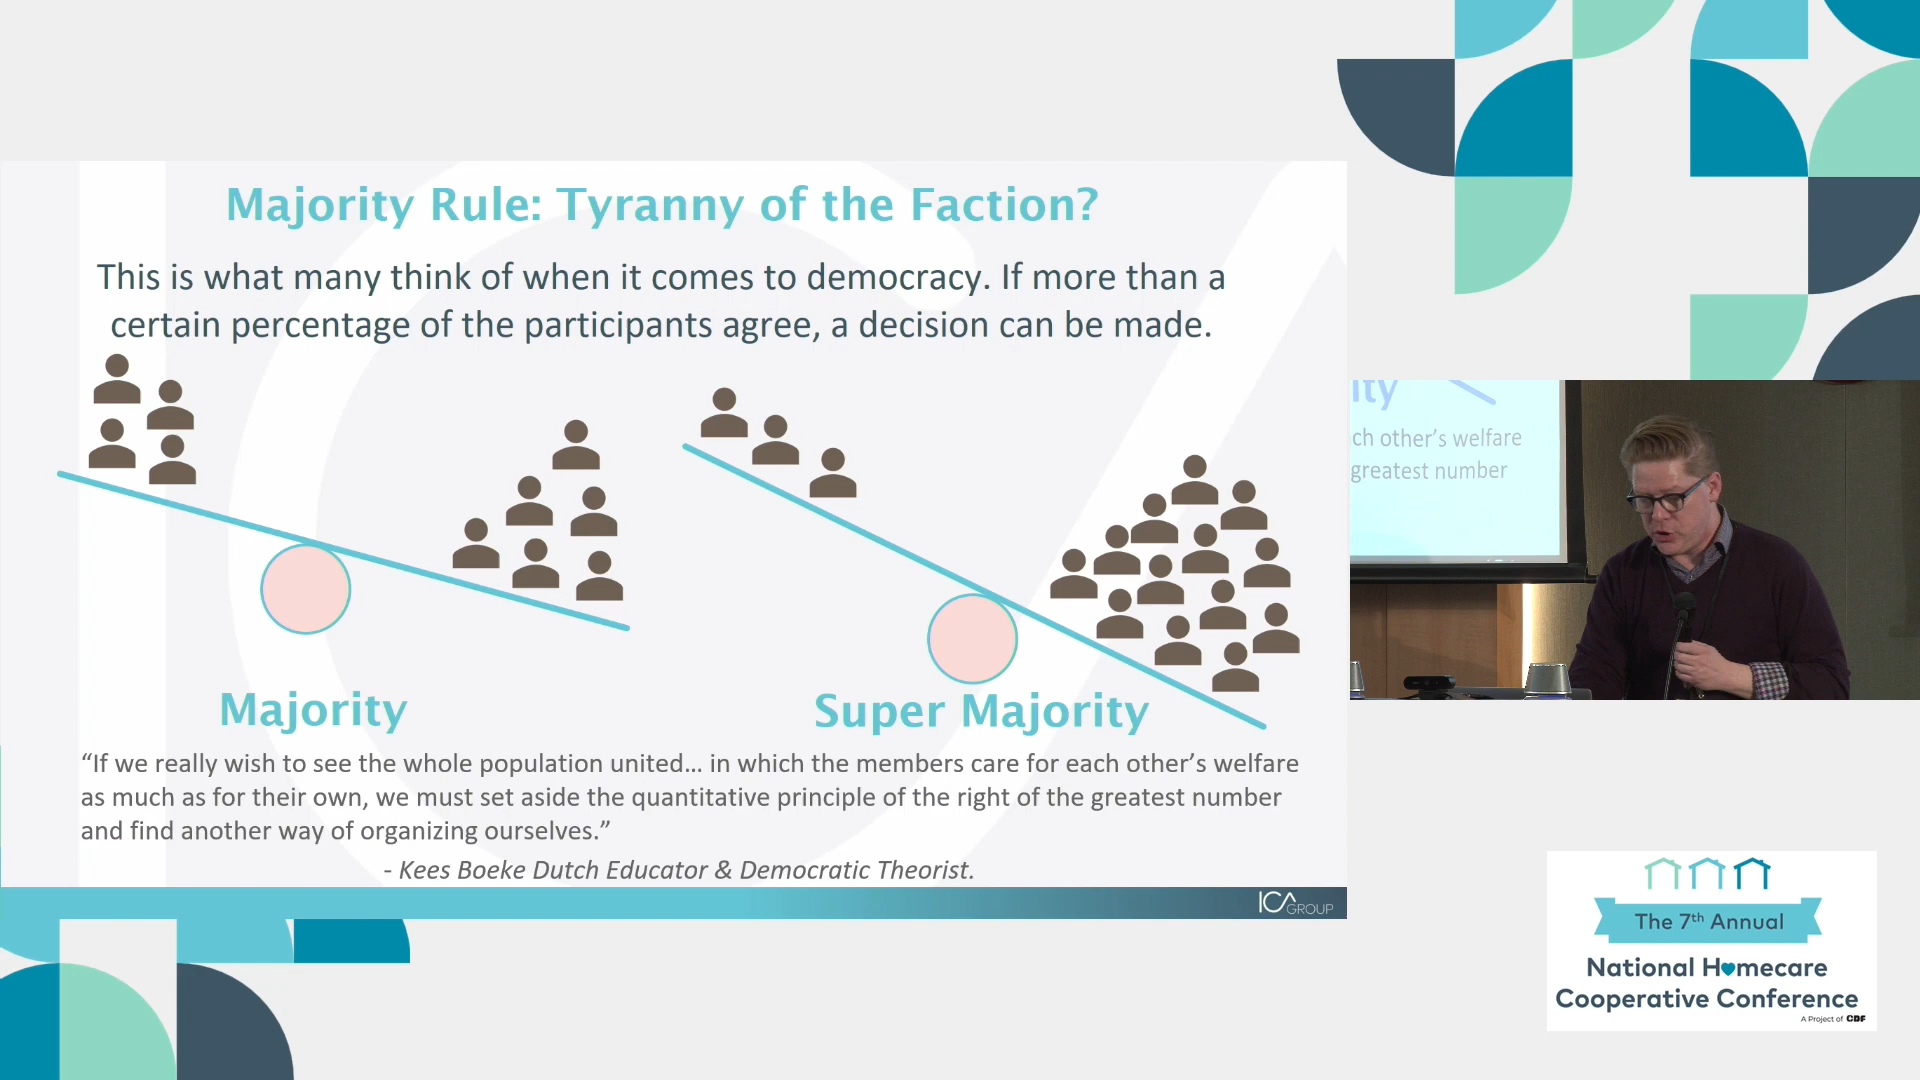 Majority Rule: Tyranny of the Faction?
This is what many think of when it comes to democracy. If more than a
certain percentage of the participants agree, a decision can be made.
Majority
Super Majority
“If we really wish to see the whole population united... in which the members care for each other’s welfare
as much as for their own, we must set aside the quantitative principle of the right of the greatest number
and find another way of organizing ourselves.”
- Kees Boeke Dutch Educator & Democratic Theorist.
ICA GROUP
ity
ch other’s welfare
greatest number
The 7th Annual
National Homecare
Cooperative Conference
A Project of CDF